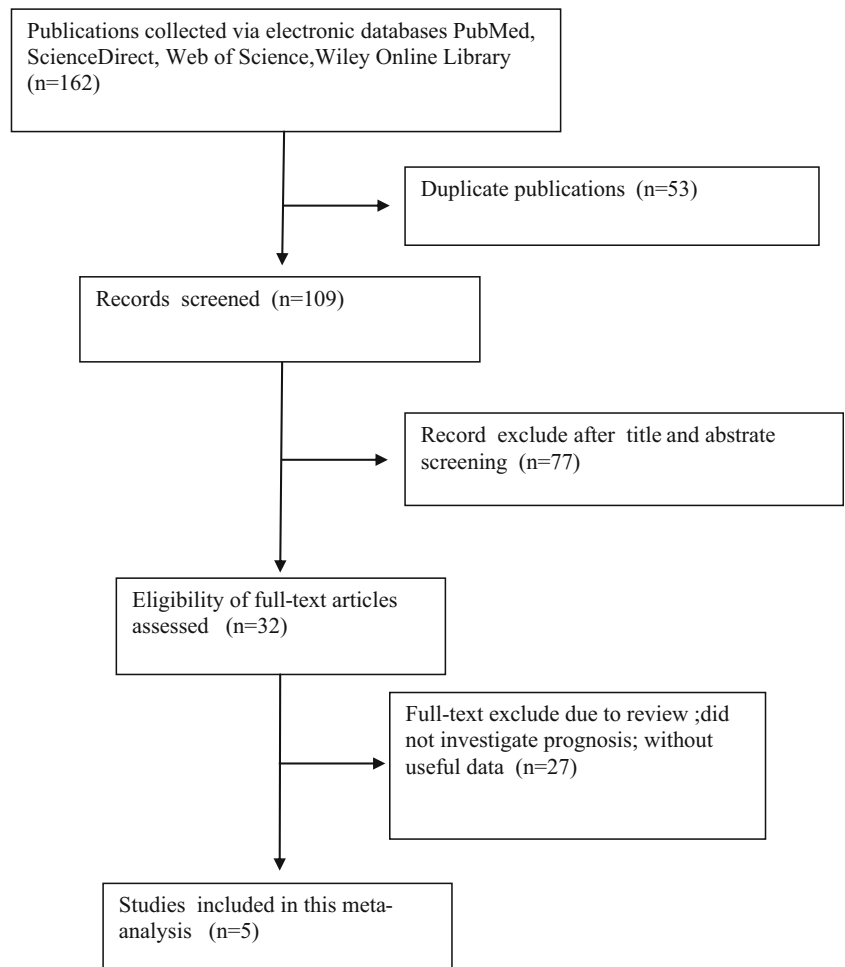 Publications collected via electronic databases PubMed,
ScienceDirect, Web of Science,Wiley Online Library
(n=162)
Duplicate publications (n=53)
Records screened (n=109)
Record exclude after title and abstrate
screening (n=77)
Eligibility of full-text articles
assessed (n=32)
Full-text exclude due to review ;did
not investigate prognosis; without
useful data (n=27)
Studies included in this meta-
analysis (n=5)